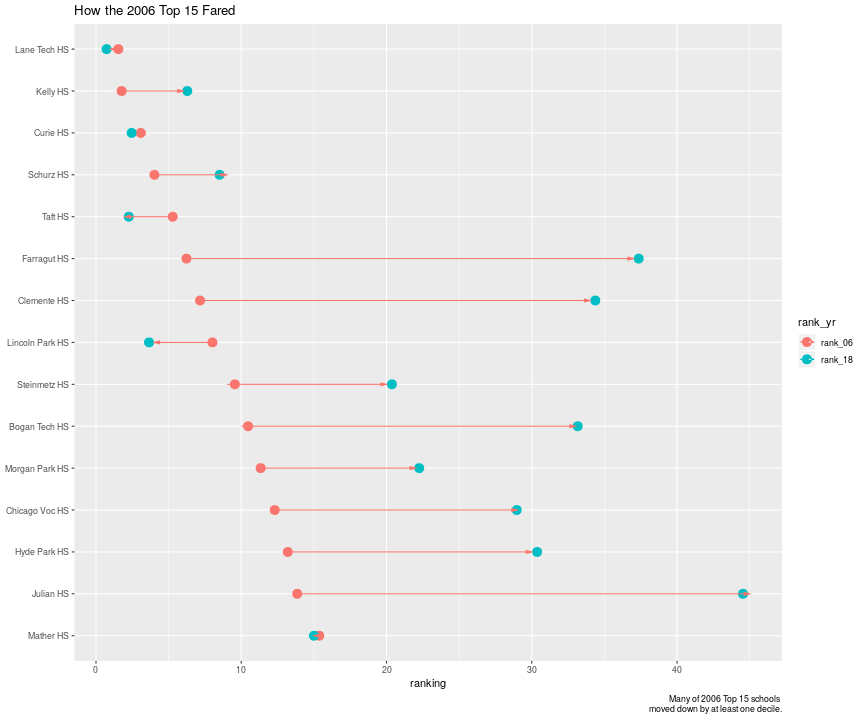 How the 2006 Top 15 Fared
Lane Tech HS
Kelly HS
Curie HS
Schurz HS
Taft HS
Farragut HS
Clemente HS
Lincoln Park HS
Steinmetz HS
Bogan Tech HS
Morgan Park HS
Chicago Voc HS
Hyde Park HS
Julian HS
Mather HS
0 10 20 30 40
ranking
rank_yr
rank_06
rank_18
Many of 2006 Top 15 schools
moved down by at least one decile.